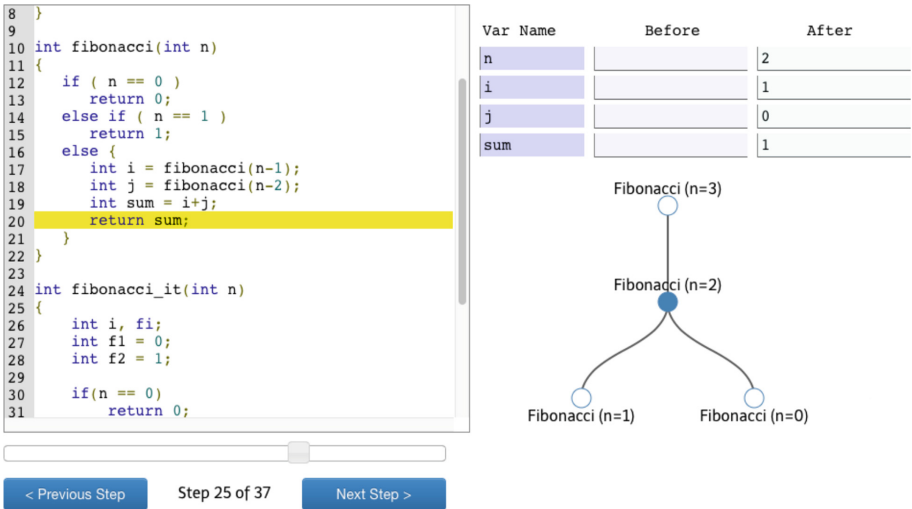 8 }
9
10 int fibonacci(int n)
11 {
12    if ( n == 0 )
13       return 0;
14    else if ( n == 1 )
15       return 1;
16    else {
17       int i = fibonacci(n-1);
18       int j = fibonacci(n-2);
19       int sum = i+j;
20       return sum;
21    }
22 }
23
24 int fibonacci_it(int n)
25 {
26     int i, fi;
27     int f1 = 0;
28     int f2 = 1;
29
30     if(n == 0)
31         return 0;
< Previous Step Step 25 of 37 Next Step >
Var Name Before After
n 2
i 1
j 0
sum 1
Fibonacci (n=3)
Fibonacci (n=2)
Fibonacci (n=1) Fibonacci (n=0)